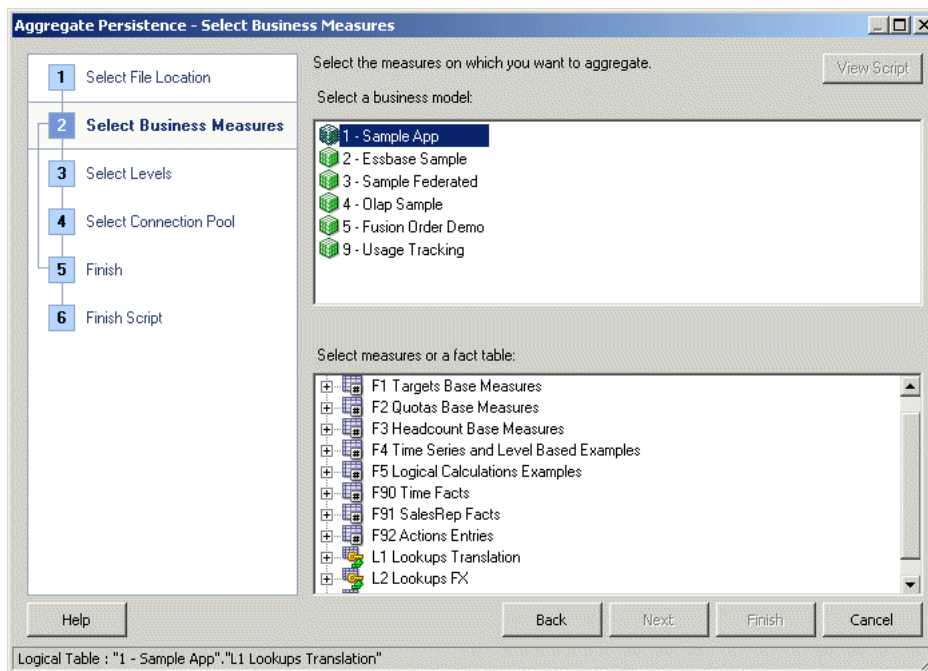 Aggregate Persistence - Select Business Measures
1 Select File Location
2 Select Business Measures
3 Select Levels
4 Select Connection Pool
5 Finish
6 Finish Script
Select the measures on which you want to aggregate.
View Script
Select a business model:
1 - Sample App
2 - Essbase Sample
3 - Sample Federated
4 - Olap Sample
5 - Fusion Order Demo
9 - Usage Tracking
Select measures or a fact table:
F1 Targets Base Measures
F2 Quotas Base Measures
F3 Headcount Base Measures
F4 Time Series and Level Based Examples
F5 Logical Calculations Examples
F90 Time Facts
F91 SalesRep Facts
F92 Actions Entries
L1 Lookups Translation
L2 Lookups FX
Help
Back
Next
Finish
Cancel
Logical Table : "1 - Sample App"."L1 Lookups Translation"